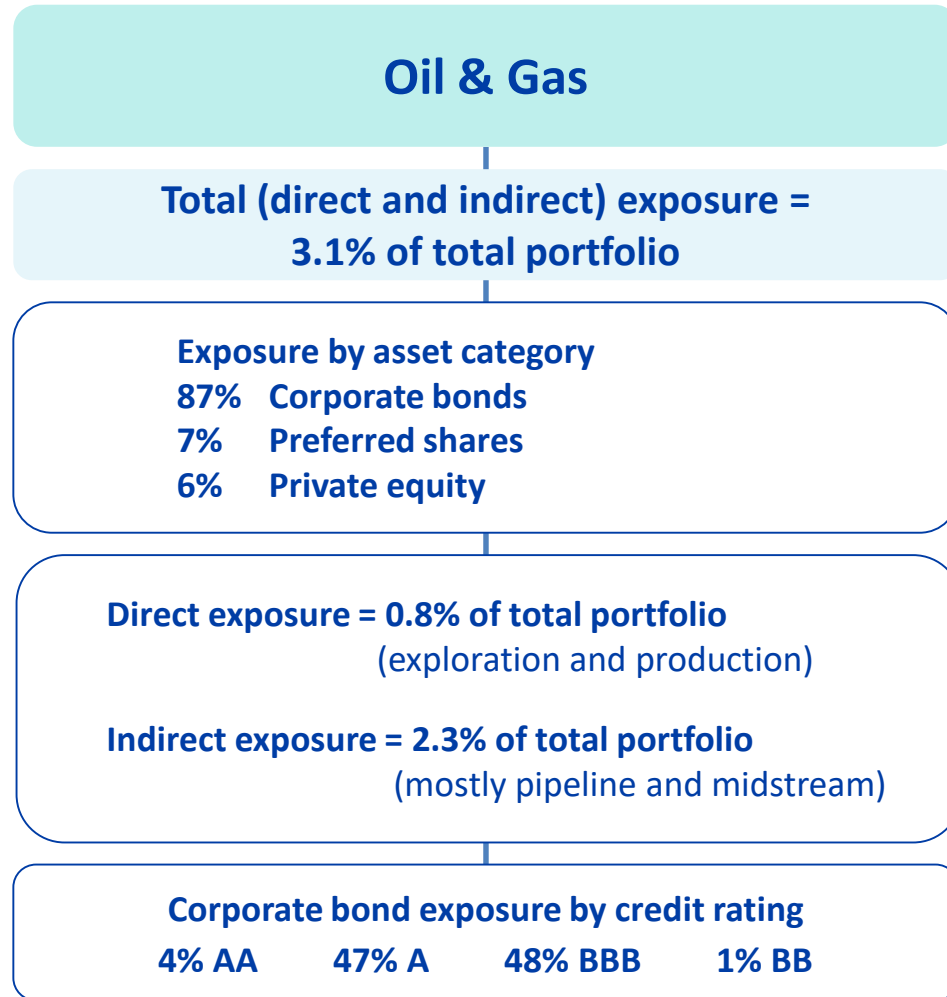 Oil & Gas
Total (direct and indirect) exposure =
3.1% of total portfolio
Exposure by asset category
87% Corporate bonds
7% Preferred shares
6% Private equity
Direct exposure = 0.8% of total portfolio
(exploration and production)
Indirect exposure = 2.3% of total portfolio
(mostly pipeline and midstream)
Corporate bond exposure by credit rating
4% AA 47% A 48% BBB 1% BB